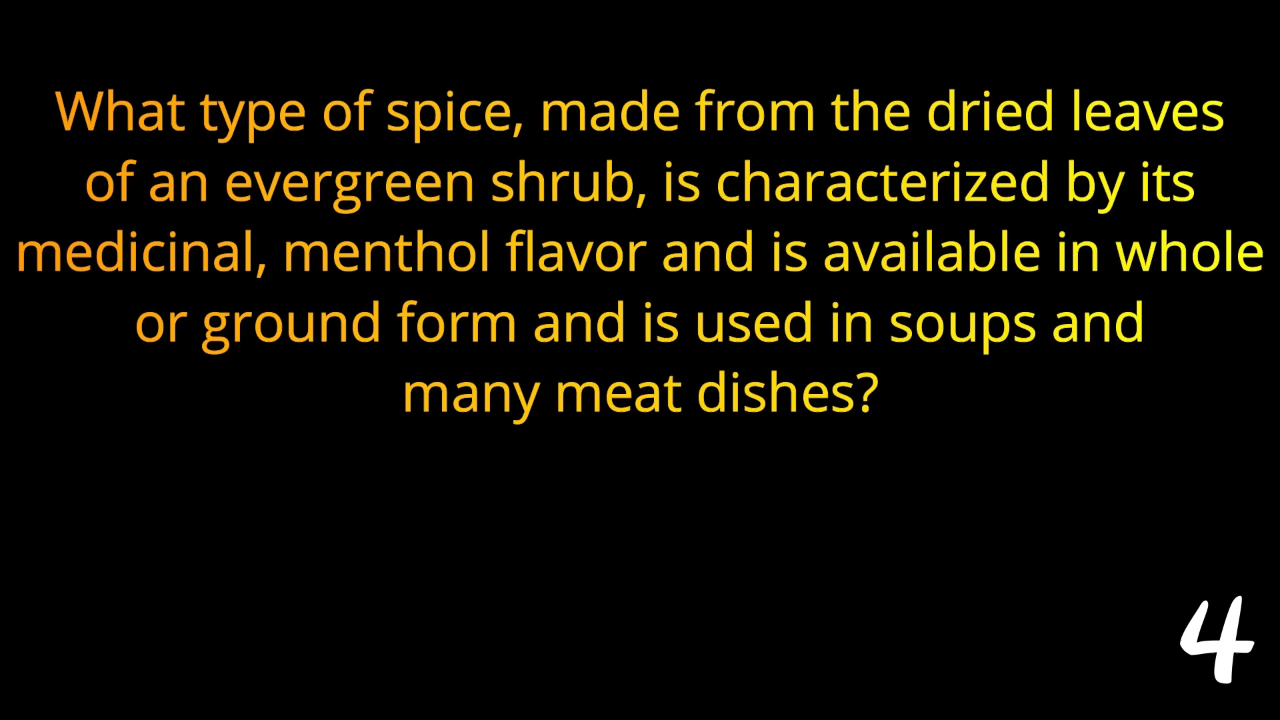 What type of spice, made from the dried leaves
of an evergreen shrub, is characterized by its
medicinal, menthol flavor and is available in whole
or ground form and is used in soups and
many meat dishes?
4